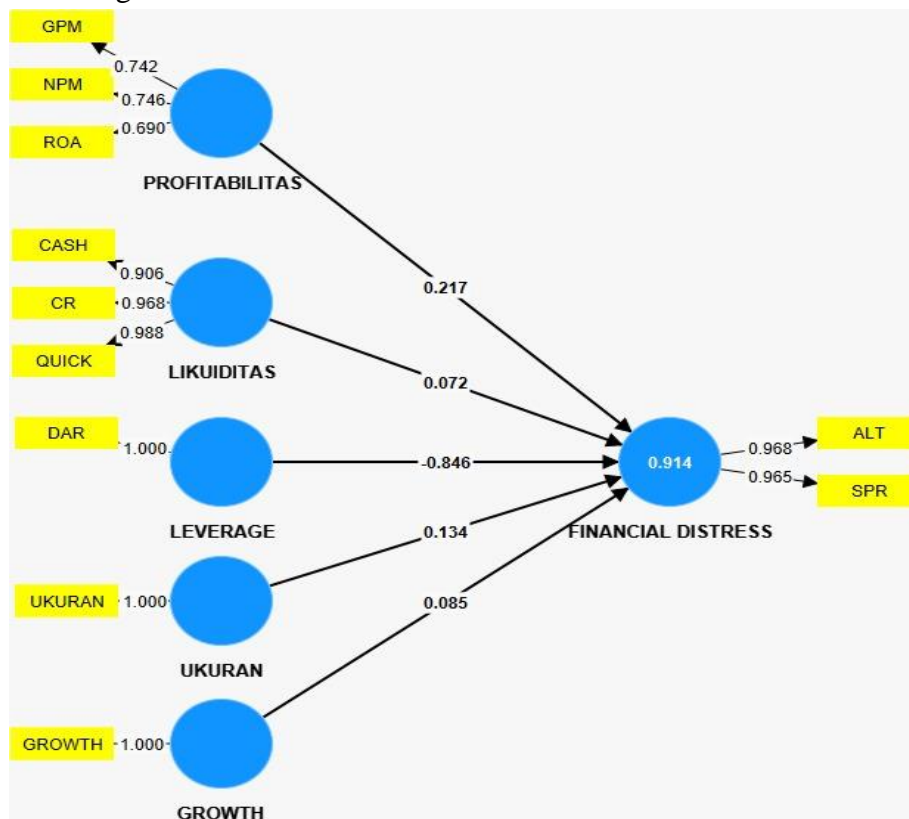 GPM
0.742
NPM
0.746
0.690
ROA
PROFITABILITAS
CASH
0.906
CR
0.968
0.988
QUICK
LIKUIDITAS
0.217
0.072
DAR
1.000
LEVERAGE
-0.846
0.914
FINANCIAL DISTRESS
0.968
ALT
0.965
SPR
UKURAN
1.000
UKURAN
0.134
0.085
GROWTH
1.000
GROWTH